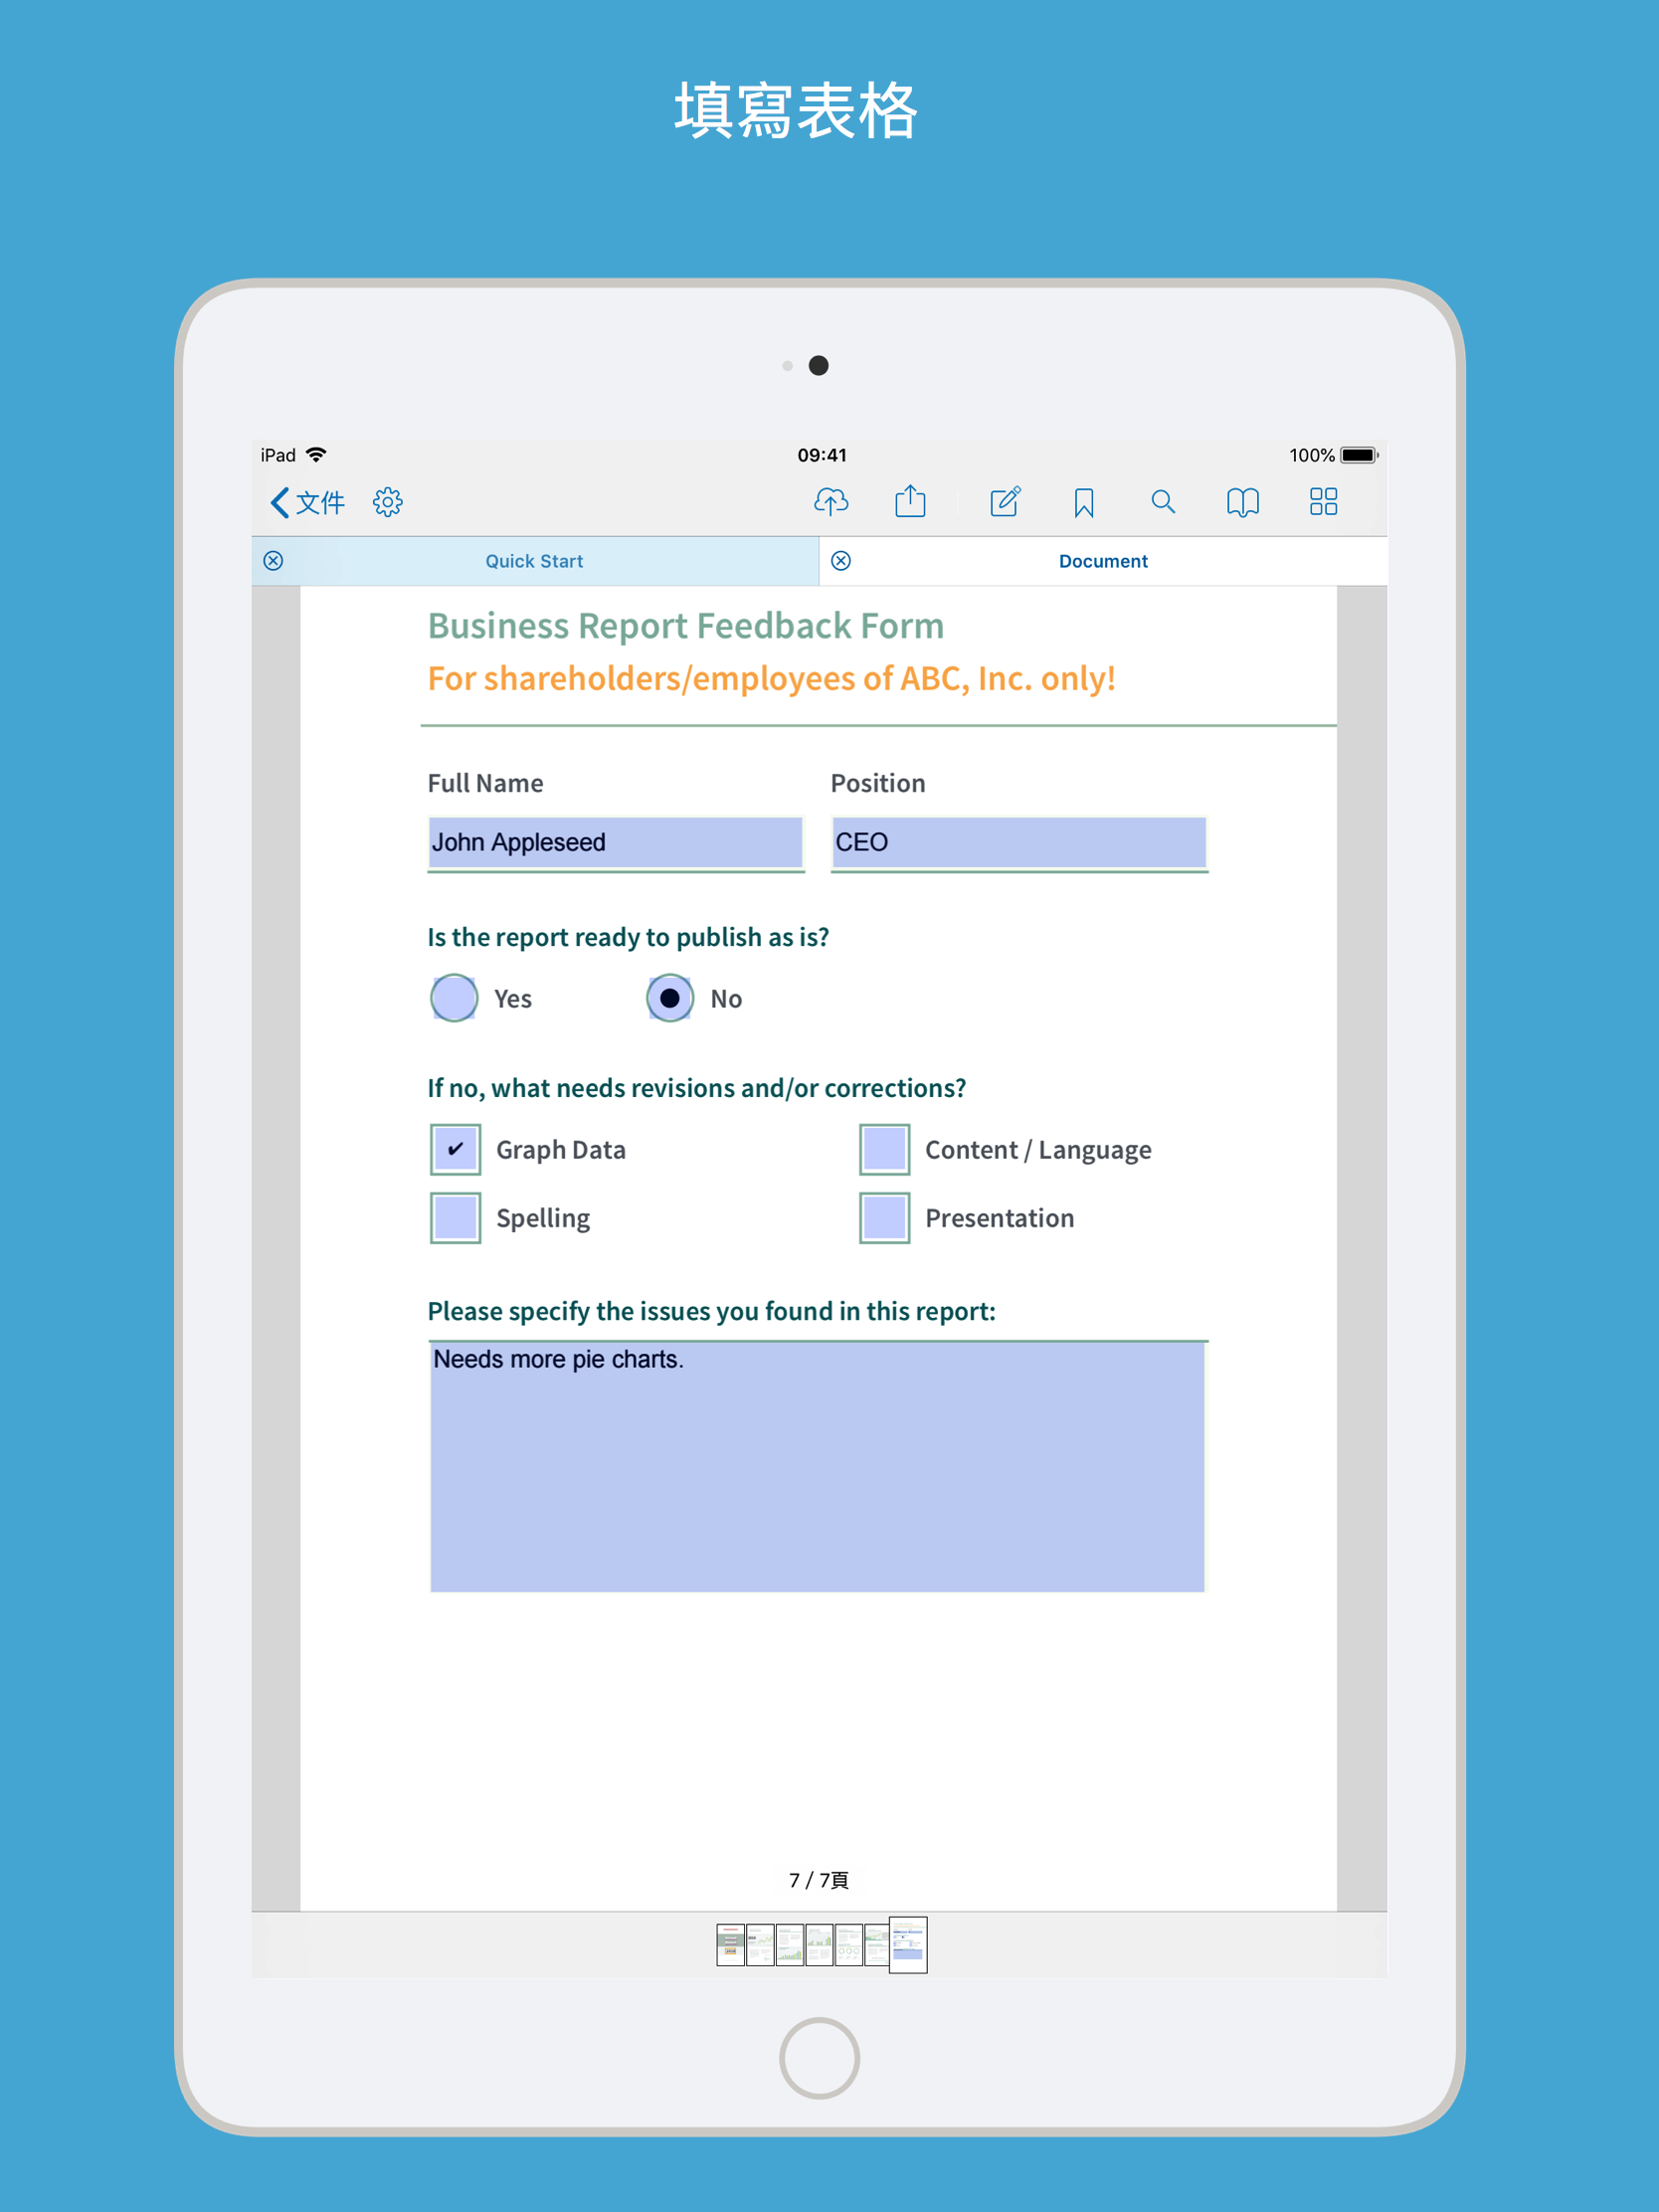 填寫表格
iPad 09:41 100%
文件
Quick Start Document
Business Report Feedback Form
For shareholders/employees of ABC, Inc. only!
Full Name Position
John Appleseed CEO
Is the report ready to publish as is?
Yes No
If no, what needs revisions and/or corrections?
Graph Data Content / Language
Spelling Presentation
Please specify the issues you found in this report:
Needs more pie charts.
7 / 7頁